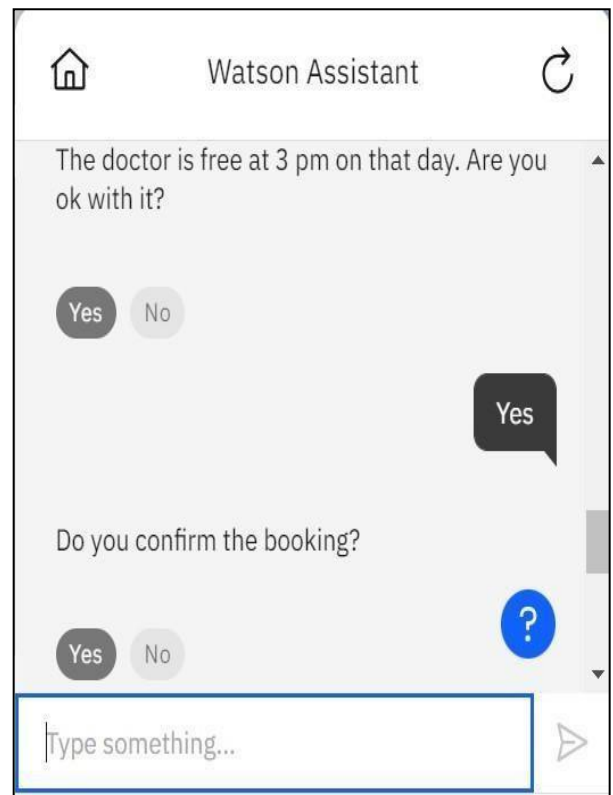 Watson Assistant
The doctor is free at 3 pm on that day. Are you
ok with it?
Yes No
Yes
Do you confirm the booking?
?
Yes No
Type something...